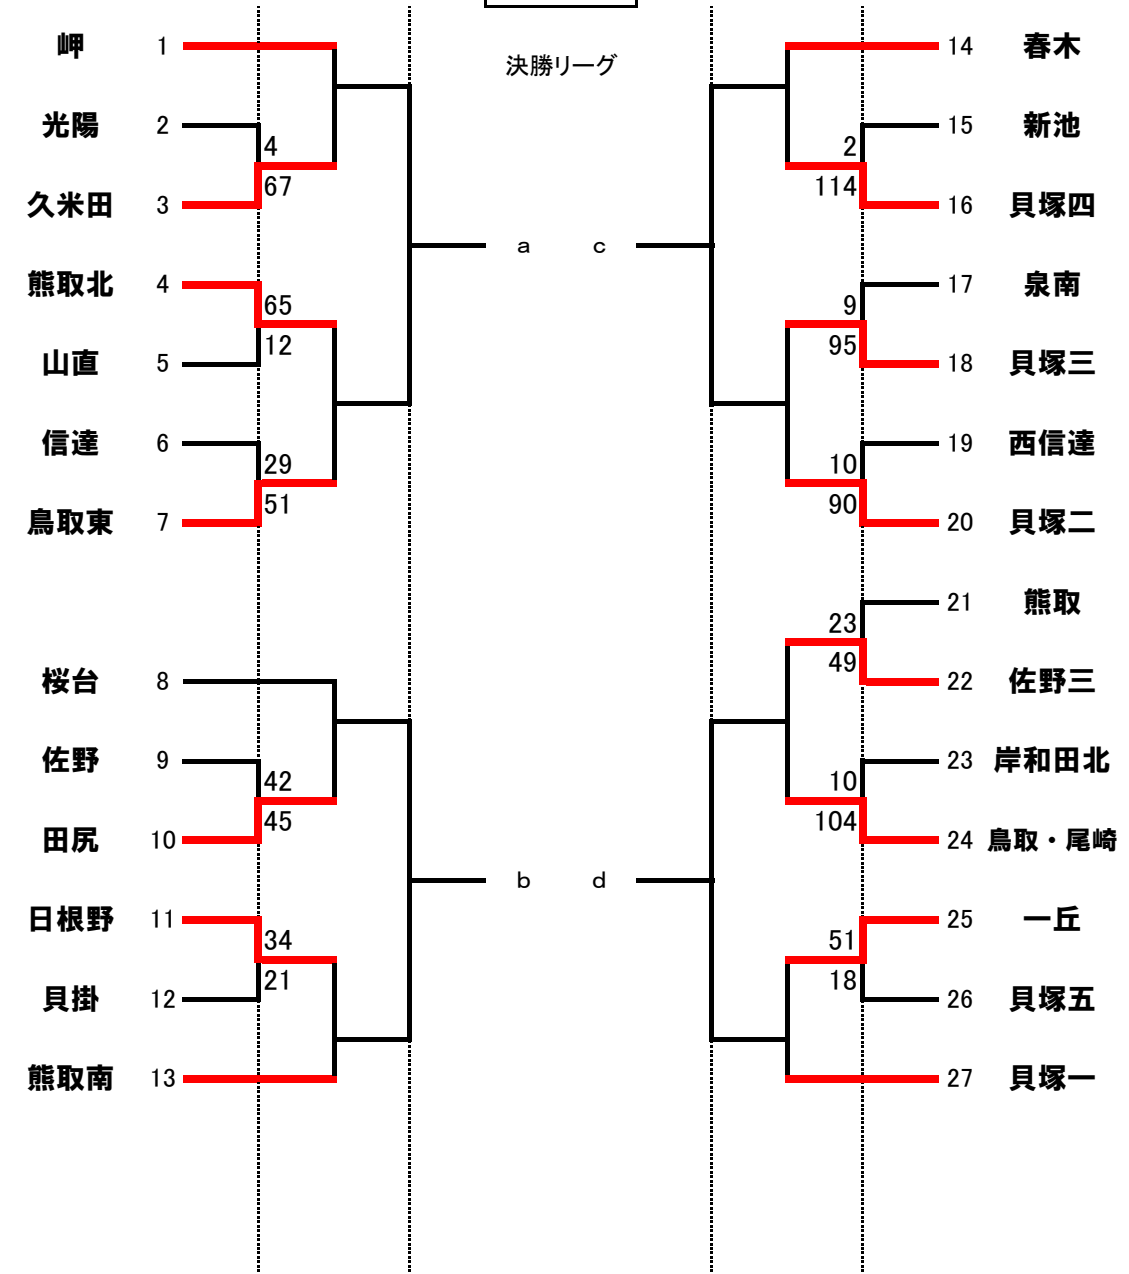 決勝リーグ
岬 1
光陽 2
4
67
久米田 3
熊取北 4
65
12
山直 5
信達 6
29
51
鳥取東 7
a
桜台 8
佐野 9
42
45
田尻 10
日根野 11
34
21
貝掛 12
熊取南 13
b
14 春木
15 新池
2
114
16 貝塚四
c
17 泉南
9
95
18 貝塚三
19 西信達
10
90
20 貝塚二
21 熊取
23
49
22 佐野三
23 岸和田北
10
104
24 鳥取・尾崎
d
25 一丘
51
18
26 貝塚五
27 貝塚一